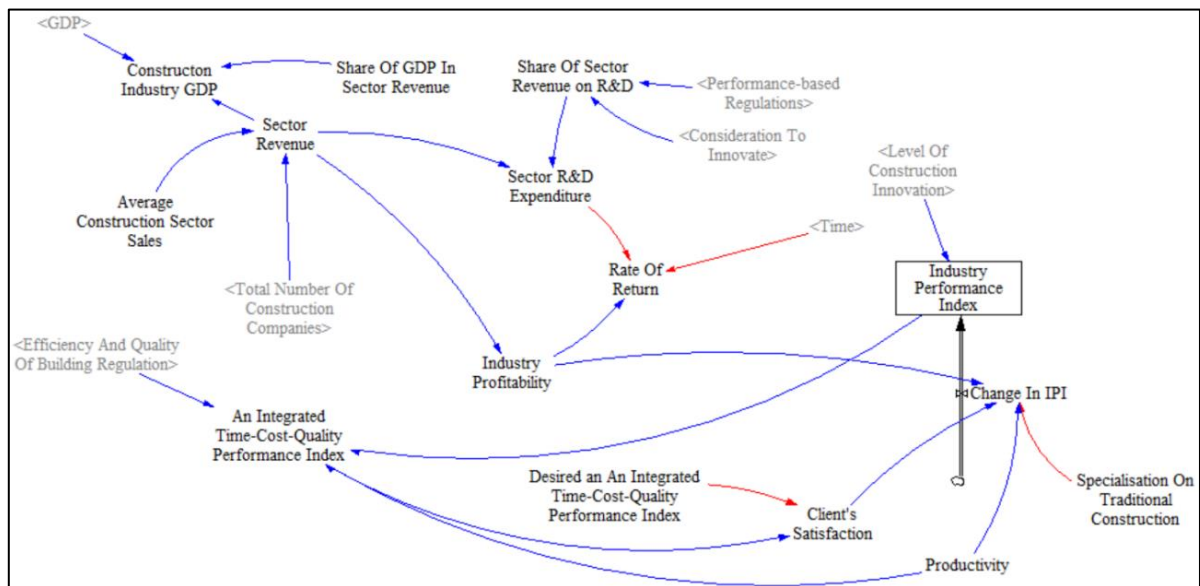 <GDP>
Constructon
Industry GDP
Share Of GDP In
Sector Revenue
Share Of Sector
Revenue on R&D
<Performance-based
Regulations>
<Consideration To
Innovate>
Sector
Revenue
<Level Of
Construction
Innovation>
Sector R&D
Expenditure
Average
Construction Sector
Sales
<Time>
Rate Of
Return
Industry
Performance
Index
<Total Number Of
Construction
Companies>
<Efficiency And Quality
Of Building Regulation>
Industry
Profitability
Change In IPI
An Integrated
Time-Cost-Quality
Performance Index
Desired an An Integrated
Time-Cost-Quality
Performance Index
Client's
Satisfaction
Specialisation On
Traditional
Construction
Productivity